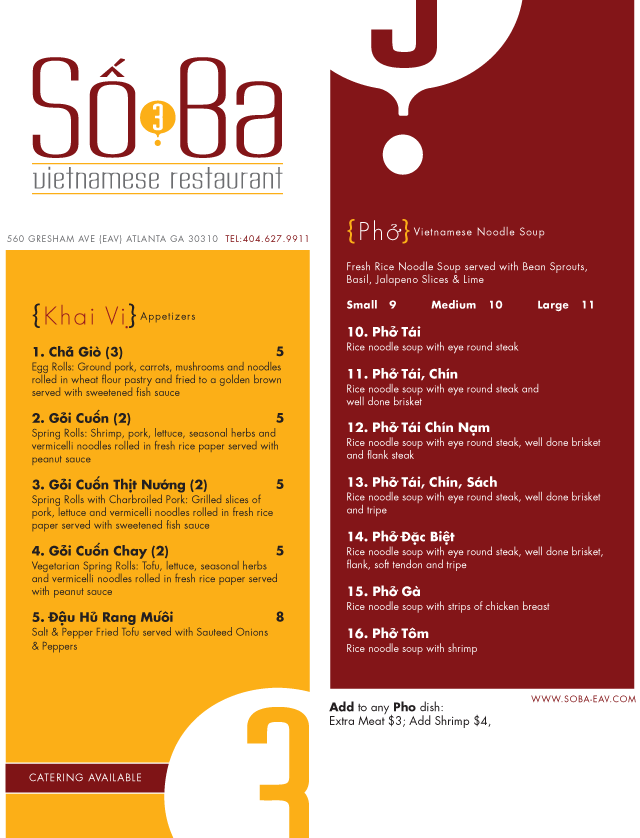 Số 3 Ba
vietnamese restaurant
560 GRESHAM AVE (EAV) ATLANTA GA 30310 TEL:404.627.9911
{Khai Vị} Appetizers
1. Chả Giò (3) 5
Egg Rolls: Ground pork, carrots, mushrooms and noodles
rolled in wheat flour pastry and fried to a golden brown
served with sweetened fish sauce
2. Gỏi Cuốn (2) 5
Spring Rolls: Shrimp, pork, lettuce, seasonal herbs and
vermicelli noodles rolled in fresh rice paper served with
peanut sauce
3. Gỏi Cuốn Thịt Nướng (2) 5
Spring Rolls with Charbroiled Pork: Grilled slices of
pork, lettuce and vermicelli noodles rolled in fresh rice
paper served with sweetened fish sauce
4. Gỏi Cuốn Chay (2) 5
Vegetarian Spring Rolls: Tofu, lettuce, seasonal herbs
and vermicelli noodles rolled in fresh rice paper served
with peanut sauce
5. Đậu Hủ Rang Muối 8
Salt & Pepper Fried Tofu served with Sauteed Onions
& Peppers
3
CATERING AVAILABLE
3
{Phở} Vietnamese Noodle Soup
Fresh Rice Noodle Soup served with Bean Sprouts,
Basil, Jalapeno Slices & Lime
Small 9 Medium 10 Large 11
10. Phở Tái
Rice noodle soup with eye round steak
11. Phở Tái, Chín
Rice noodle soup with eye round steak and
well done brisket
12. Phở Tái Chín Nạm
Rice noodle soup with eye round steak, well done brisket
and flank steak
13. Phở Tái, Chín, Sách
Rice noodle soup with eye round steak, well done brisket
and tripe
14. Phở Đặc Biệt
Rice noodle soup with eye round steak, well done brisket,
flank, soft tendon and tripe
15. Phở Gà
Rice noodle soup with strips of chicken breast
16. Phở Tôm
Rice noodle soup with shrimp
WWW.SOBA-EAV.COM
Add to any Pho dish:
Extra Meat $3; Add Shrimp $4,